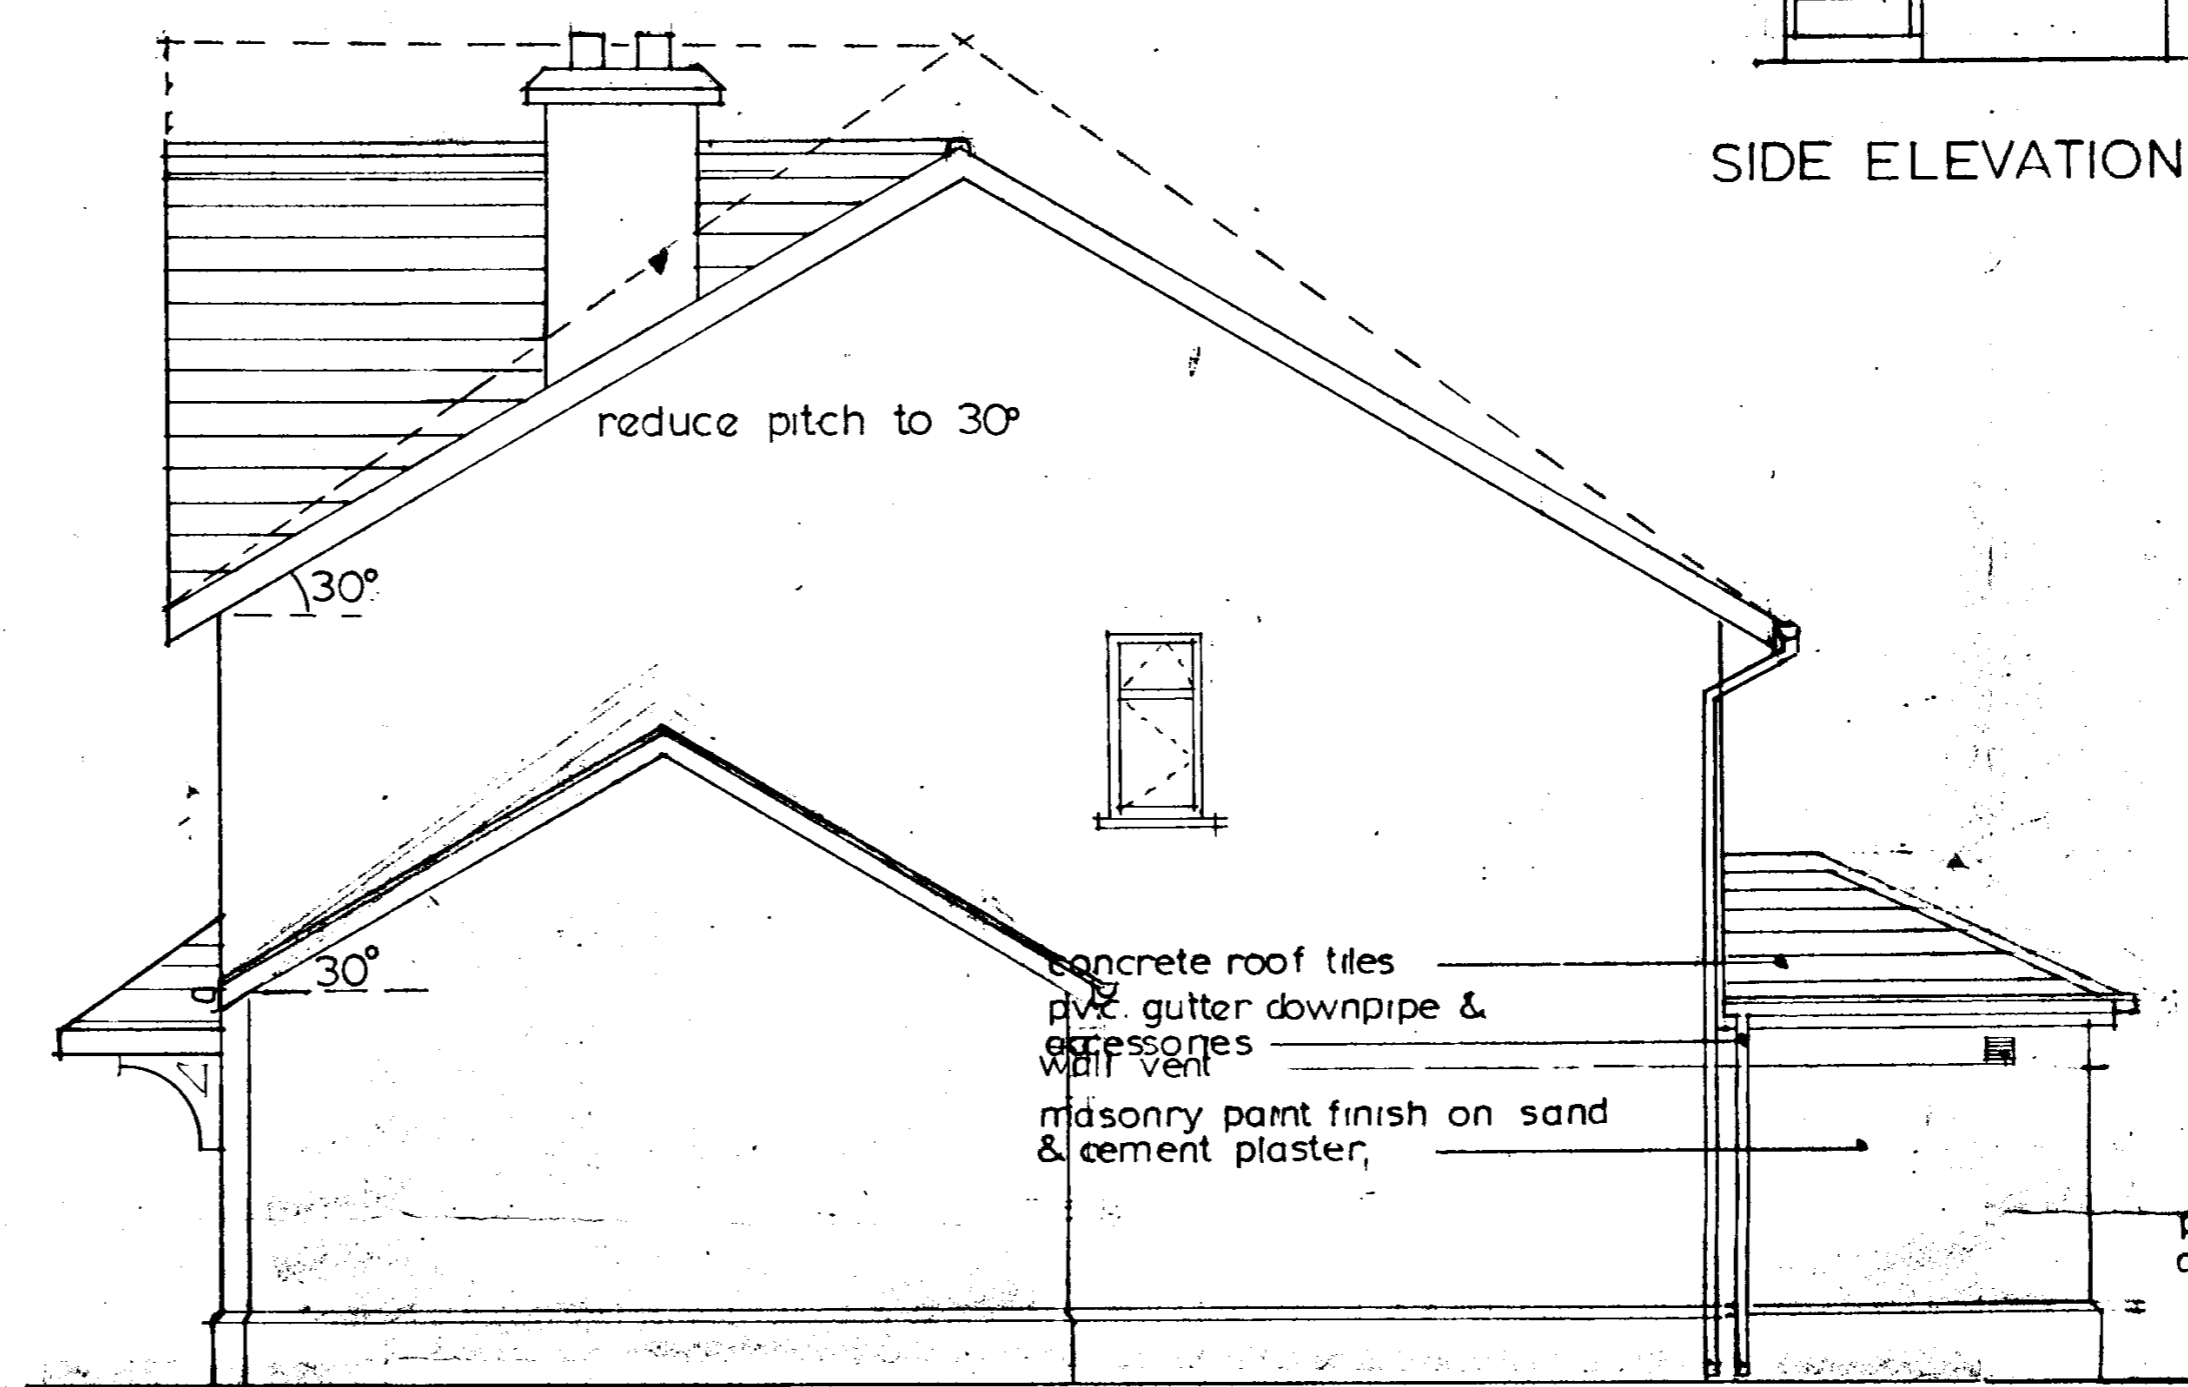 SIDE ELEVATION
reduce pitch to 30°
30°
30°
concrete roof tiles
pv.c. gutter downpipe &
accessories
wall vent
masonry paint finish on sand
& cement plaster,